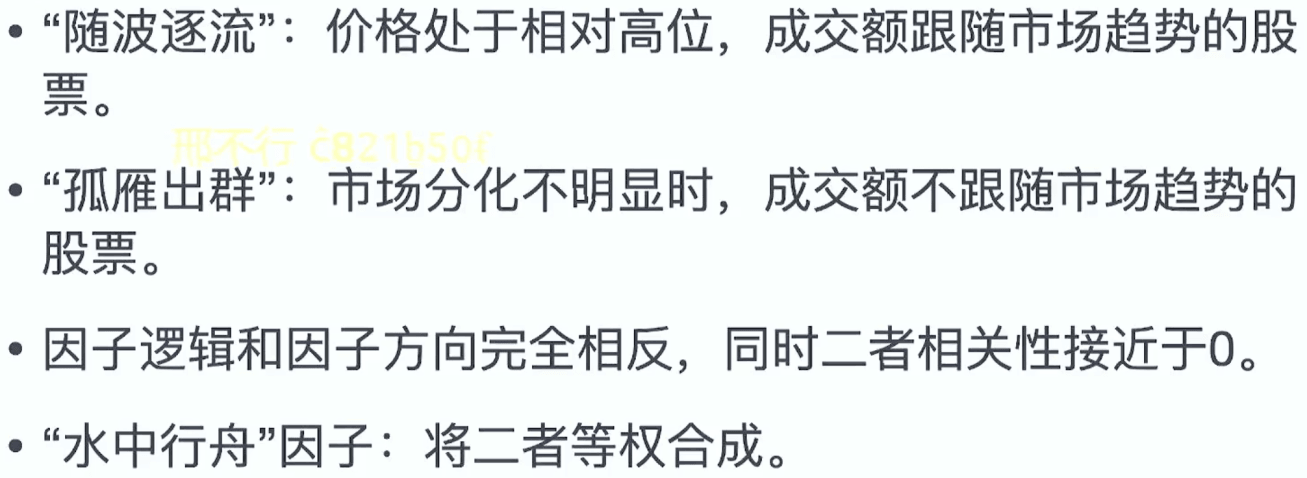 • “随波逐流”：价格处于相对高位，成交额跟随市场趋势的股
票。
邢不行
• “孤雁出群”：市场分化不明显时，成交额不跟随市场趋势的
股票。
• 因子逻辑和因子方向完全相反，同时二者相关性接近于0。
• “水中行舟”因子：将二者等权合成。